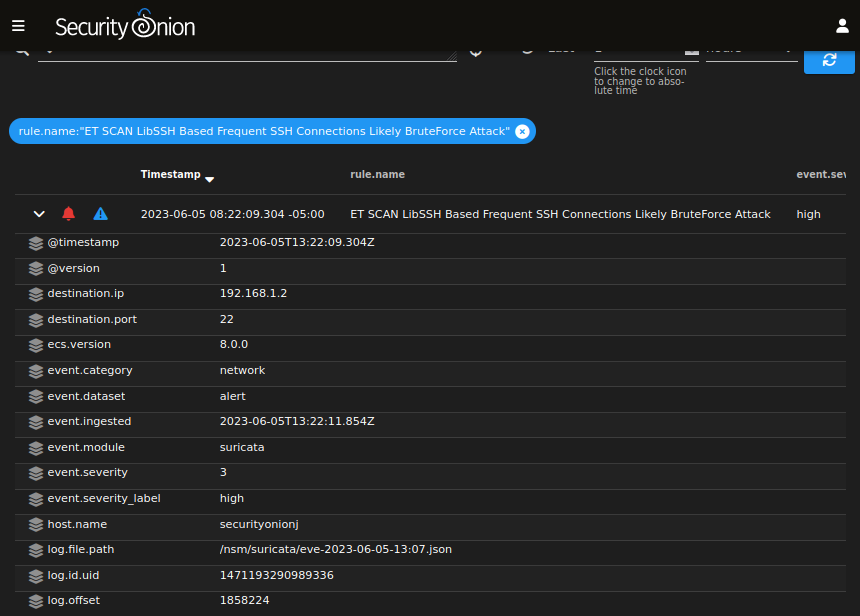 Security Onion
Click the clock icon
to change to abso-
lute time
rule.name:"ET SCAN LibSSH Based Frequent SSH Connections Likely BruteForce Attack"
Timestamp rule.name event.sev
2023-06-05 08:22:09.304 -05:00 ET SCAN LibSSH Based Frequent SSH Connections Likely BruteForce Attack high
@timestamp 2023-06-05T13:22:09.304Z
@version 1
destination.ip 192.168.1.2
destination.port 22
ecs.version 8.0.0
event.category network
event.dataset alert
event.ingested 2023-06-05T13:22:11.854Z
event.module suricata
event.severity 3
event.severity_label high
host.name securityonionj
log.file.path /nsm/suricata/eve-2023-06-05-13:07.json
log.id.uid 1471193290989336
log.offset 1858224